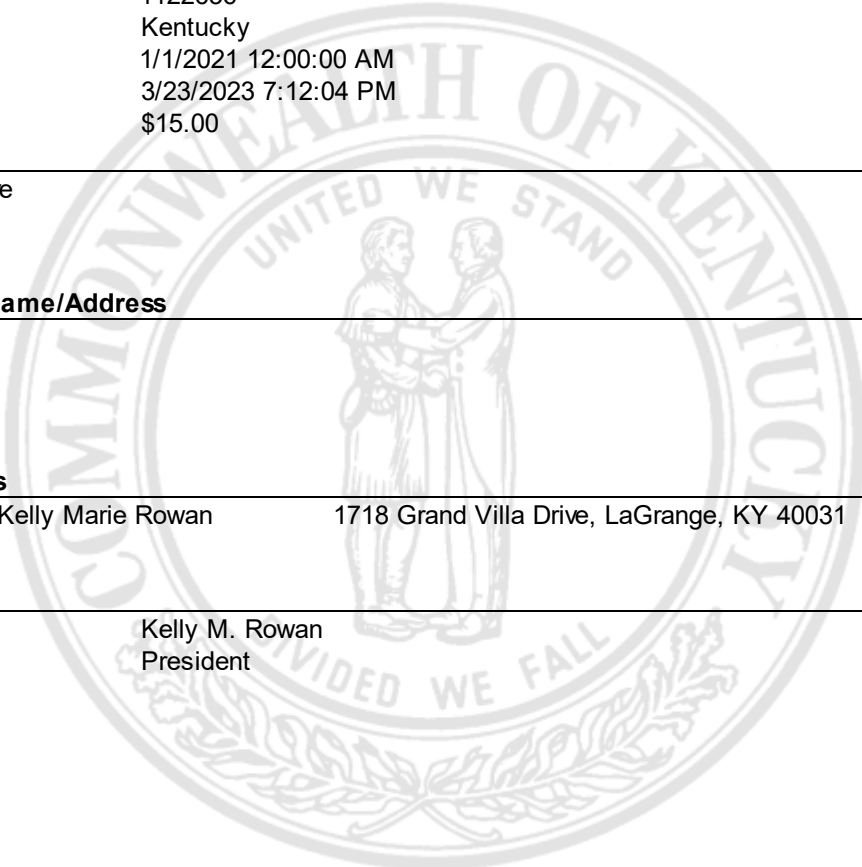 Kentucky
1/1/2021 12:00:00 AM
3/23/2023 7:12:04 PM
$15.00
e
ame/Address
s
Kelly Marie Rowan 1718 Grand Villa Drive, LaGrange, KY 40031
Kelly M. Rowan
President
COMMONWEALTH OF KENTUCKY
UNITED WE STAND
DIVIDED WE FALL